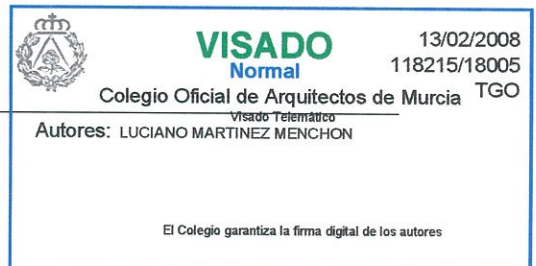 VISADO
Normal
13/02/2008
118215/18005
TGO
Colegio Oficial de Arquitectos de Murcia
Visado Telemático
Autores: LUCIANO MARTINEZ MENCHON
El Colegio garantiza la firma digital de los autores